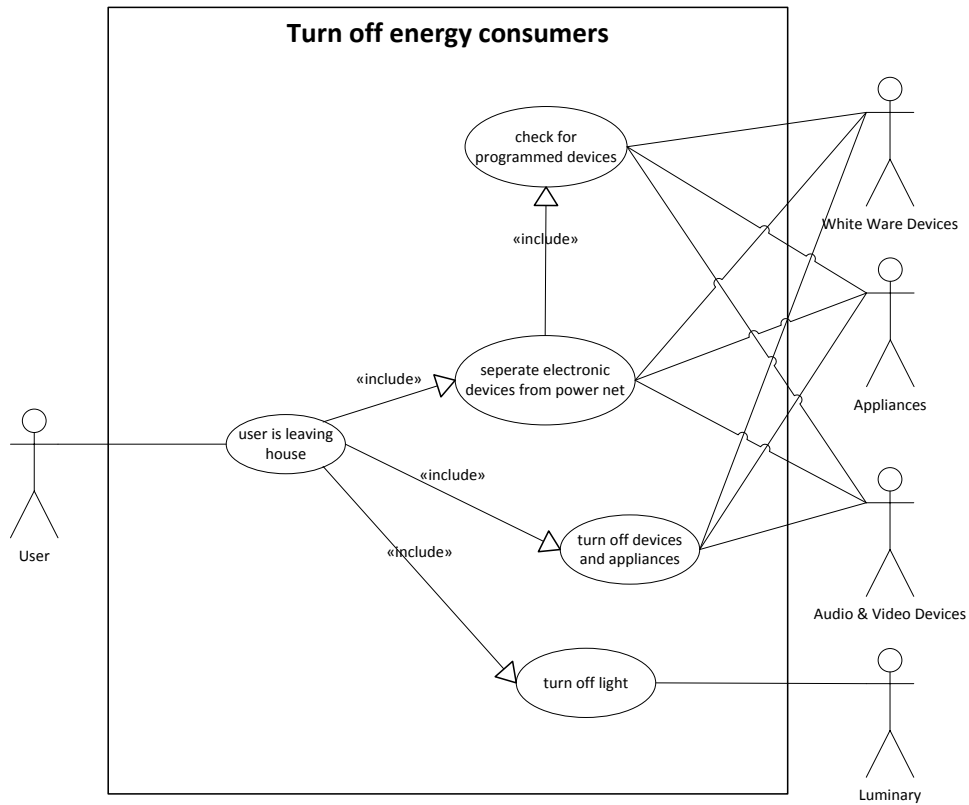 Turn off energy consumers
check for
programmed devices
White Ware Devices
«include»
Appliances
seperate electronic
devices from power net
«include»
user is leaving
house
«include»
User
turn off devices
and appliances
«include»
Audio & Video Devices
turn off light
Luminary